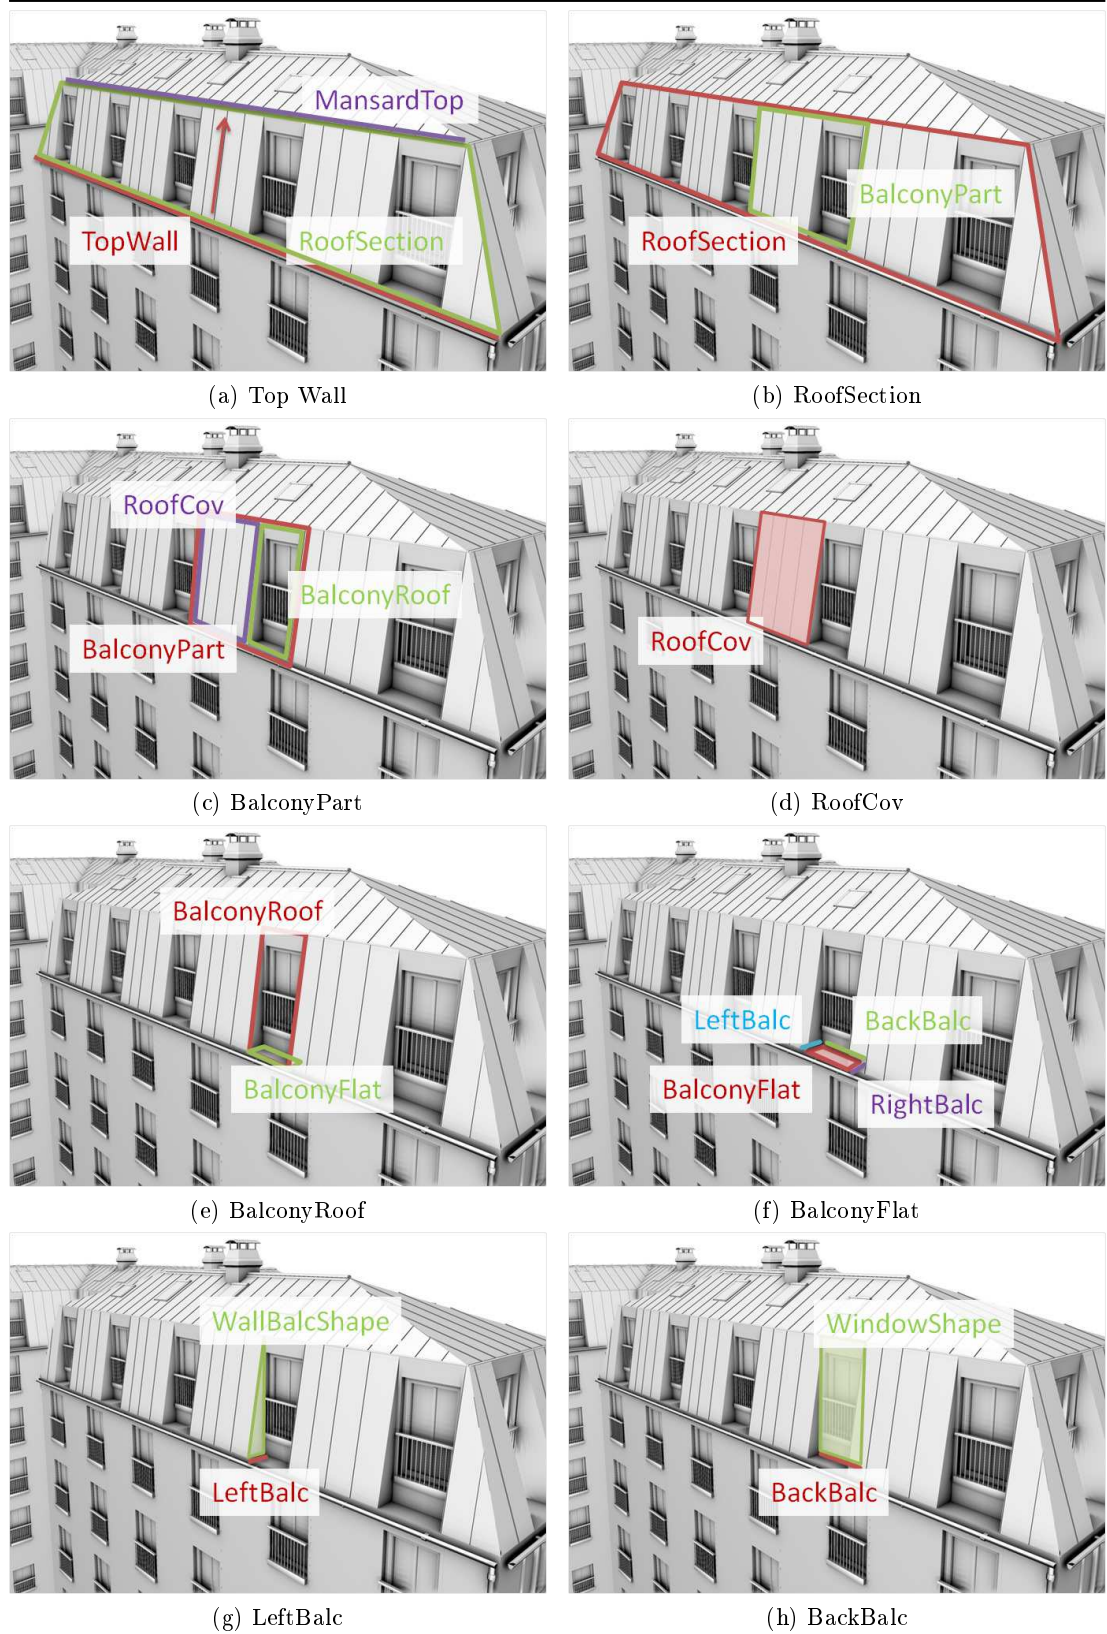 MansardTop
TopWall
RoofSection
(a) Top Wall
BalconyPart
RoofSection
(b) RoofSection
RoofCov
BalconyRoof
BalconyPart
(c) BalconyPart
RoofCov
(d) RoofCov
BalconyRoof
BalconyFlat
(e) BalconyRoof
LeftBalc
BackBalc
BalconyFlat
RightBalc
(f) BalconyFlat
WallBalcShape
LeftBalc
(g) LeftBalc
WindowShape
BackBalc
(h) BackBalc